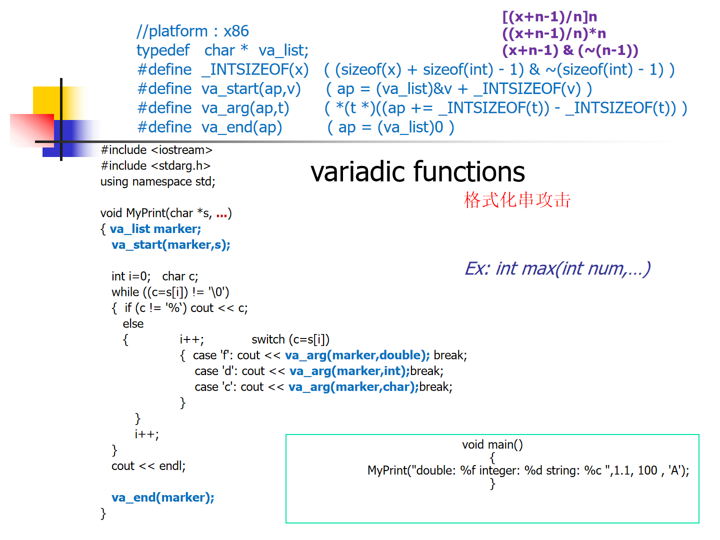 [(x+n-1)/n]n
//platform : x86
((x+n-1)/n)*n
typedef char * va_list;
(x+n-1) & (~(n-1))
#define _INTSIZEOF(x) ( (sizeof(x) + sizeof(int) - 1) & ~(sizeof(int) - 1) )
#define va_start(ap,v) ( ap = (va_list)&v + _INTSIZEOF(v) )
#define va_arg(ap,t) ( *(t *)((ap += _INTSIZEOF(t)) - _INTSIZEOF(t)) )
#define va_end(ap) ( ap = (va_list)0 )
#include <iostream>
#include <stdarg.h>
using namespace std;
variadic functions
格式化串攻击
void MyPrint(char *s, ...)
{ va_list marker;
va_start(marker,s);
Ex: int max(int num,…)
int i=0; char c;
while ((c=s[i]) != '\0')
{ if (c != '%‘) cout << c;
else
{ i++; switch (c=s[i])
{ case 'f': cout << va_arg(marker,double); break;
case 'd': cout << va_arg(marker,int);break;
case 'c': cout << va_arg(marker,char);break;
}
}
i++;
}
cout << endl;
va_end(marker);
}
void main()
{
MyPrint("double: %f integer: %d string: %c ",1.1, 100 , 'A');
}